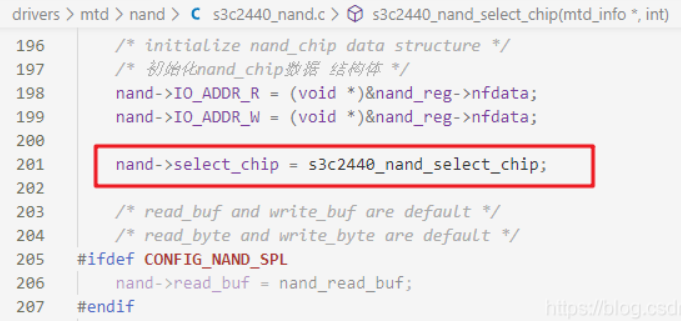 drivers > mtd > nand > C s3c2440_nand.c > s3c2440_nand_select_chip(mtd_info *, int)
196 /* initialize nand_chip data structure */
197 /* 初始化nand_chip数据 结构体 */
198 nand->IO_ADDR_R = (void *)&nand_reg->nfdata;
199 nand->IO_ADDR_W = (void *)&nand_reg->nfdata;
200
201 nand->select_chip = s3c2440_nand_select_chip;
202
203 /* read_buf and write_buf are default */
204 /* read_byte and write_byte are default */
205 #ifdef CONFIG_NAND_SPL
206 nand->read_buf = nand_read_buf;
207 #endif
https://blog.csd